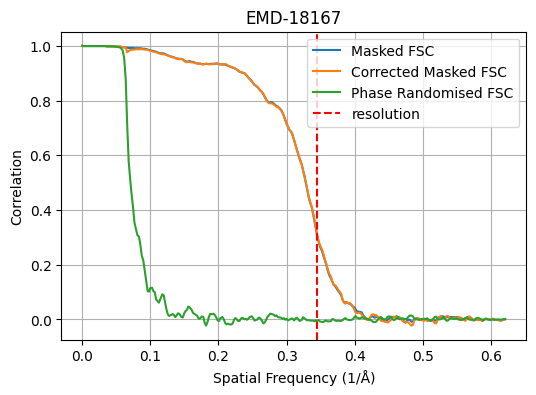 EMD-18167
Masked FSC
Corrected Masked FSC
Phase Randomised FSC
resolution
Correlation
1.0
0.8
0.6
0.4
0.2
0.0
0.0 0.1 0.2 0.3 0.4 0.5 0.6
Spatial Frequency (1/Å)